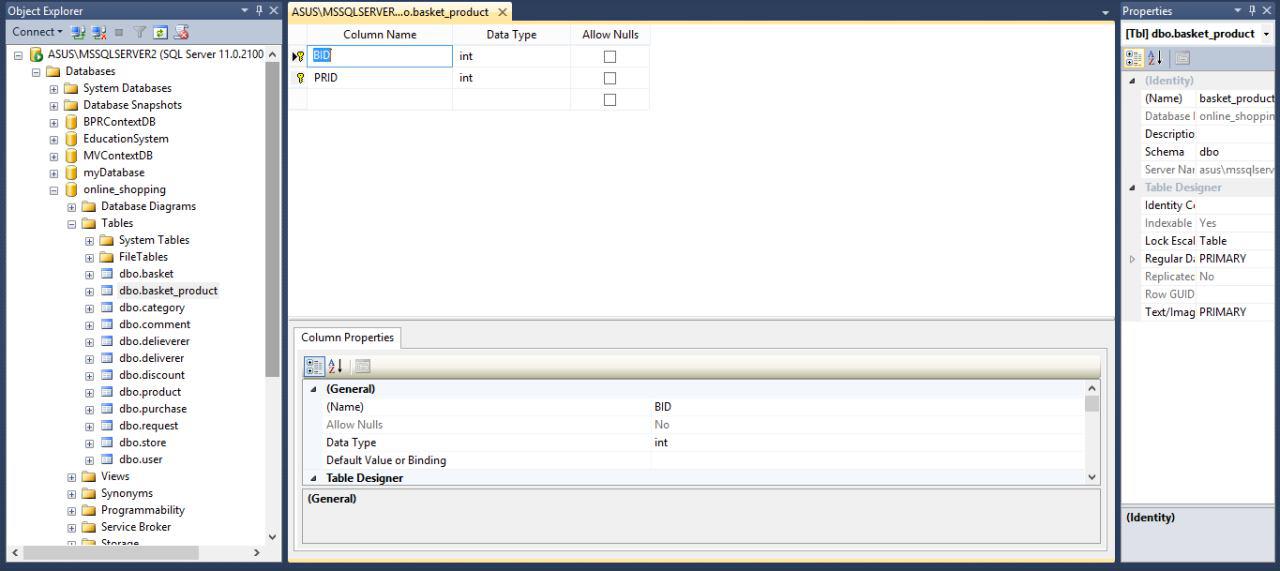 Object Explorer
Connect
ASUS\MSSQLSERVER2 (SQL Server 11.0.2100
Databases
System Databases
Database Snapshots
BPRContextDB
EducationSystem
MVContextDB
myDatabase
online_shopping
Database Diagrams
Tables
System Tables
FileTables
dbo.basket
dbo.basket_product
dbo.category
dbo.comment
dbo.delieverer
dbo.deliverer
dbo.discount
dbo.product
dbo.purchase
dbo.request
dbo.store
dbo.user
Views
Synonyms
Programmability
Service Broker
Storage
ASUS\MSSQLSERVER...o.basket_product
Column Name Data Type Allow Nulls
BID int
PRID int
Column Properties
(General)
(Name) BID
Allow Nulls No
Data Type int
Default Value or Binding
Table Designer
(General)
Properties
[Tbl] dbo.basket_product
(Identity)
(Name) basket_product
Database I online_shopping
Descriptio
Schema dbo
Server Nar asus\mssqlserv
Table Designer
Identity Co
Indexable Yes
Lock Escal Table
Regular Da PRIMARY
Replicated No
Row GUID
Text/Imag PRIMARY
(Identity)